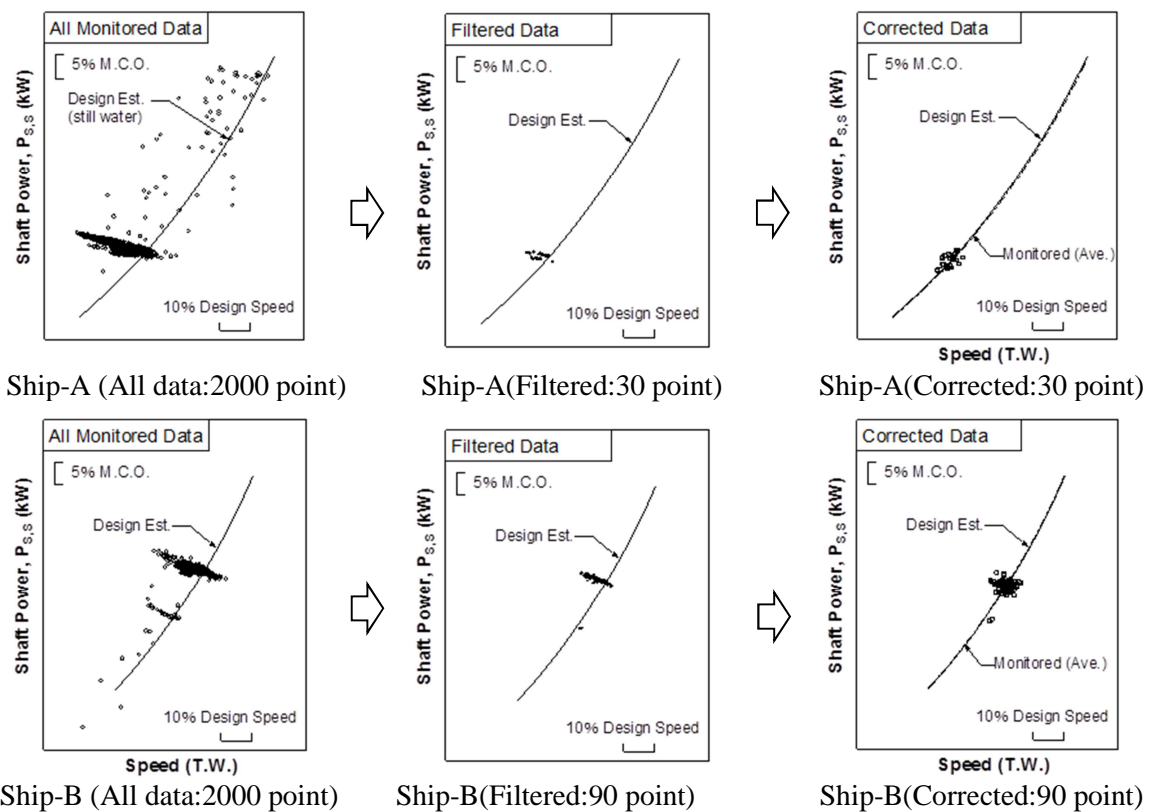 All Monitored Data
5% M.C.O.
Design Est.
(still water)
Shaft Power, P_S,S (kW)
10% Design Speed
Filtered Data
5% M.C.O.
Design Est.
Shaft Power, P_S,S (kW)
10% Design Speed
Corrected Data
5% M.C.O.
Design Est.
Shaft Power, P_S,S (kW)
Monitored (Ave.)
10% Design Speed
Speed (T.W.)
Ship-A (All data:2000 point)
Ship-A(Filtered:30 point)
Ship-A(Corrected:30 point)
All Monitored Data
5% M.C.O.
Design Est.
Shaft Power, P_S,S (kW)
10% Design Speed
Speed (T.W.)
Filtered Data
5% M.C.O.
Design Est.
Shaft Power, P_S,S (kW)
10% Design Speed
Corrected Data
5% M.C.O.
Design Est.
Shaft Power, P_S,S (kW)
Monitored (Ave.)
10% Design Speed
Speed (T.W.)
Ship-B (All data:2000 point)
Ship-B(Filtered:90 point)
Ship-B(Corrected:90 point)